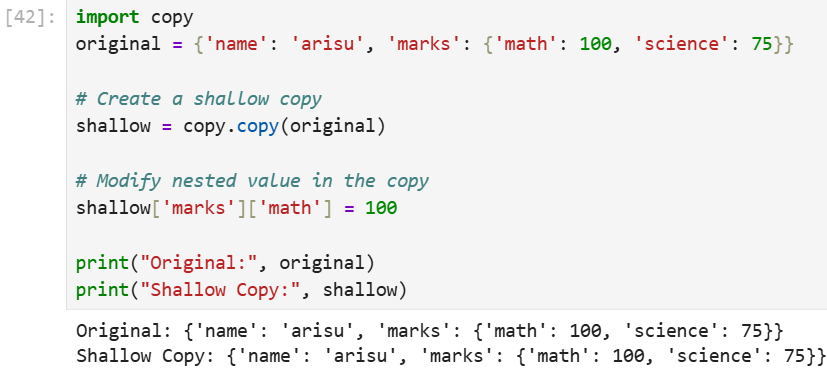 [42]: import copy
original = {'name': 'arisu', 'marks': {'math': 100, 'science': 75}}
# Create a shallow copy
shallow = copy.copy(original)
# Modify nested value in the copy
shallow['marks']['math'] = 100
print("Original:", original)
print("Shallow Copy:", shallow)
Original: {'name': 'arisu', 'marks': {'math': 100, 'science': 75}}
Shallow Copy: {'name': 'arisu', 'marks': {'math': 100, 'science': 75}}